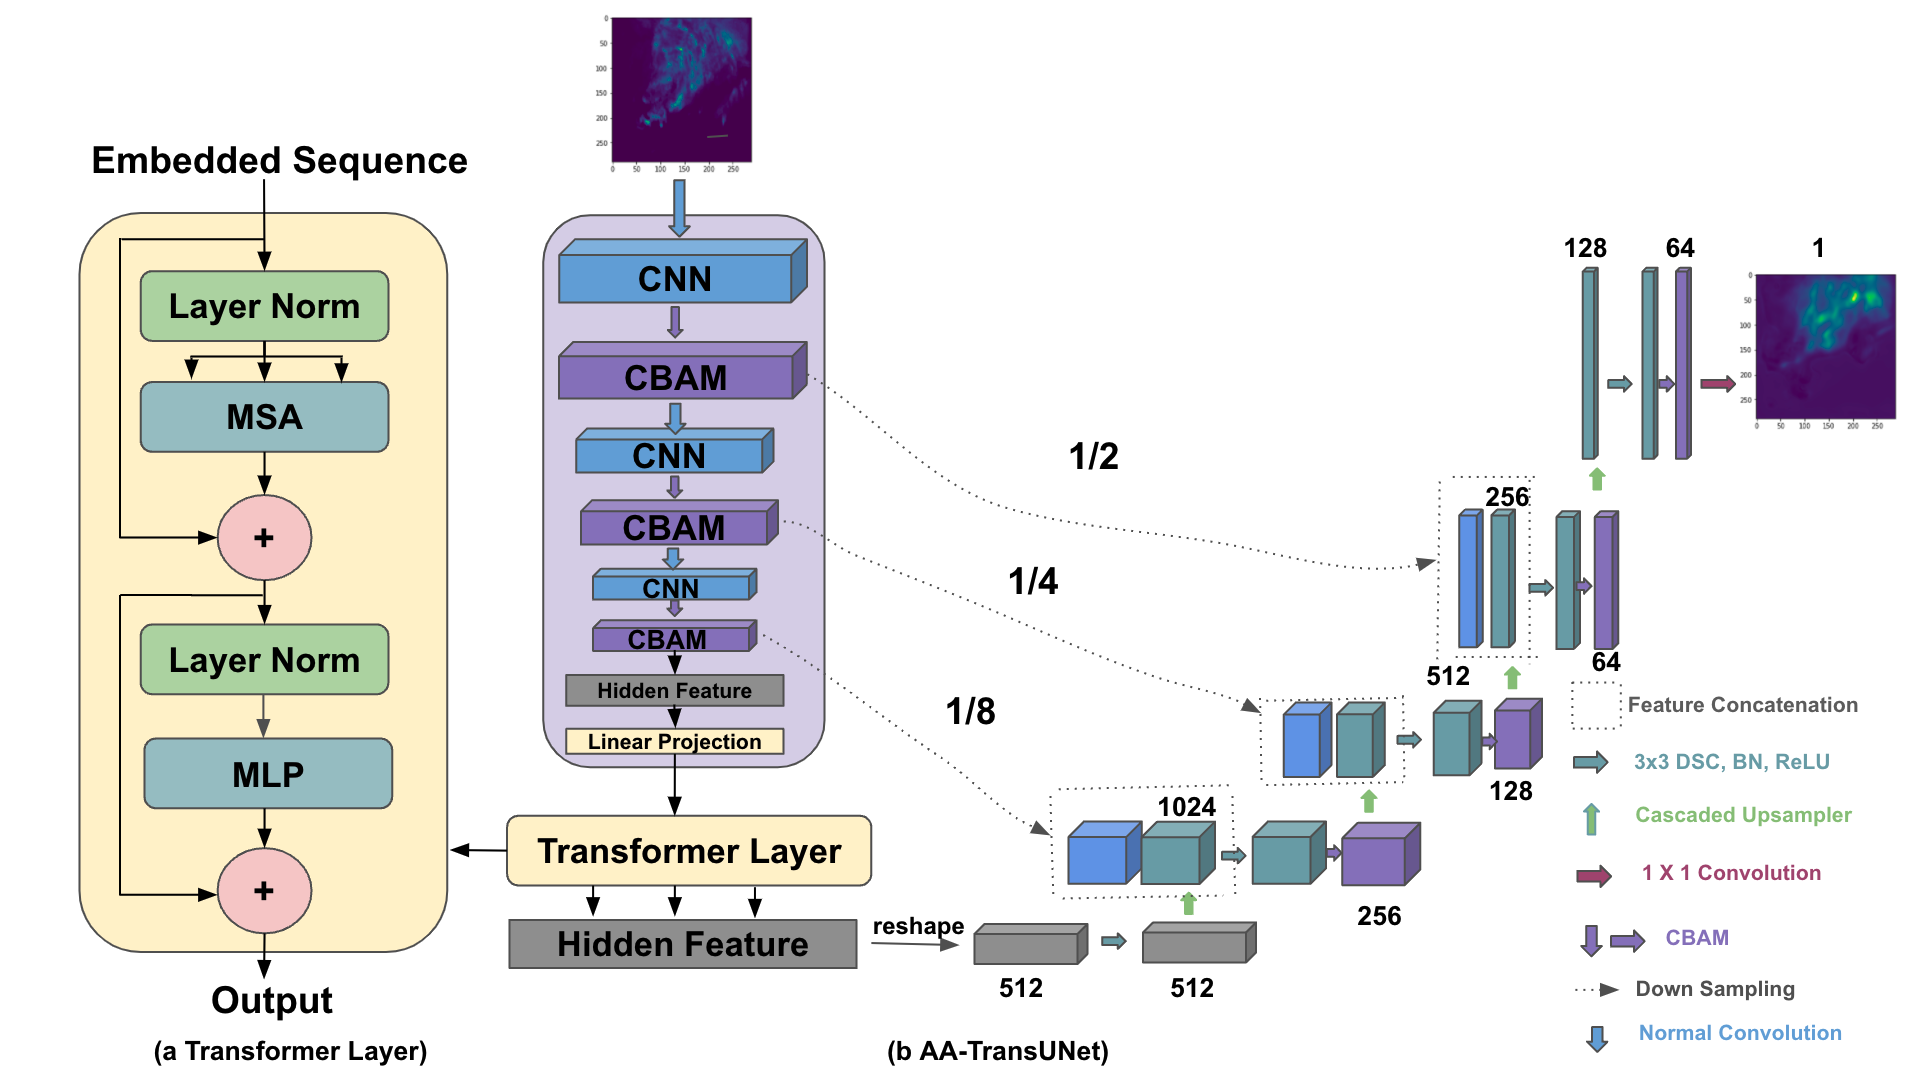 Embedded Sequence
Layer Norm
MSA
+
Layer Norm
MLP
+
Output
(a Transformer Layer)
0
50
100
150
200
250
0 50 100 150 200 250
CNN
CBAM
CNN
CBAM
CNN
CBAM
Hidden Feature
Linear Projection
Transformer Layer
Hidden Feature
reshape
512
512
1/2
1/4
1/8
1024
256
128
512
256
64
128
64
1
0
50
100
150
200
250
0 50 100 150 200 250
Feature Concatenation
3x3 DSC, BN, ReLU
Cascaded Upsampler
1 X 1 Convolution
CBAM
Down Sampling
Normal Convolution
(b AA-TransUNet)